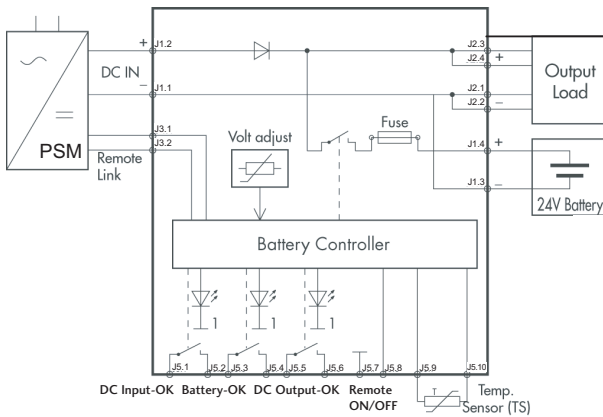 + J1.2
DC IN
− J1.1
J3.1
J3.2
PSM
Remote
Link
Volt adjust
Fuse
J2.3
J2.4 +
J2.1
J2.2 −
Output
Load
J1.4 +
J1.3 −
24V Battery
Battery Controller
1 1 1
J5.1 J5.2 J5.3 J5.4 J5.5 J5.6 J5.7 J5.8 J5.9 J5.10
DC Input-OK Battery-OK DC Output-OK Remote
ON/OFF
T
Temp.
Sensor (TS)